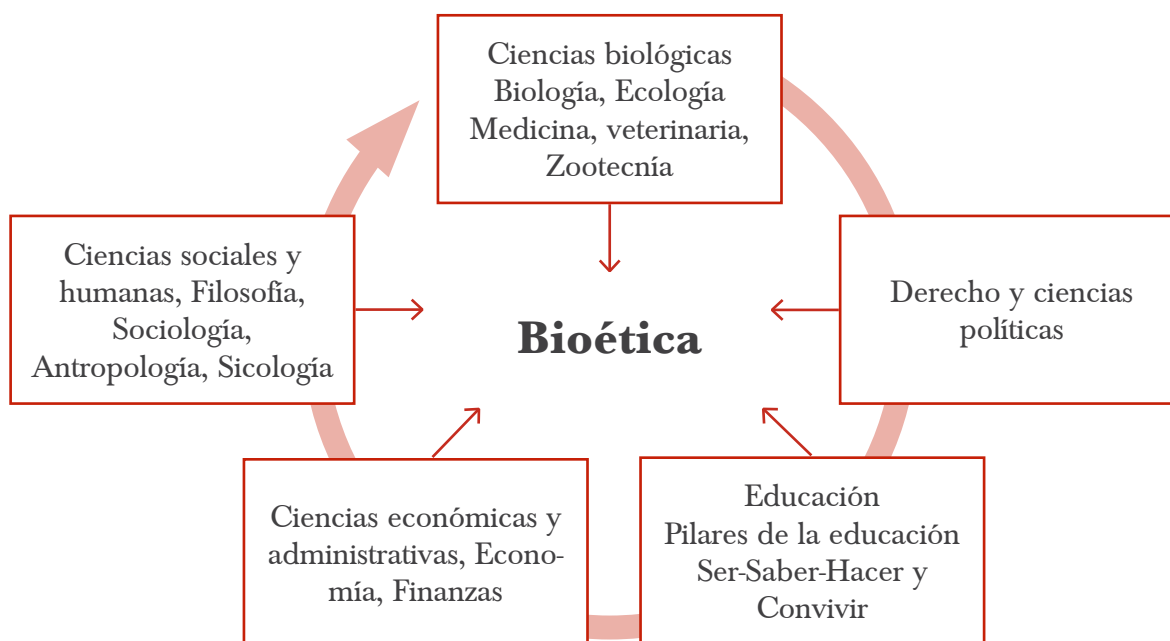 Ciencias biológicas
Biología, Ecología
Medicina, veterinaria,
Zootecnía
Ciencias sociales y
humanas, Filosofía,
Sociología,
Antropología, Sicología
Bioética
Derecho y ciencias
políticas
Ciencias económicas y
administrativas, Econo-
mía, Finanzas
Educación
Pilares de la educación
Ser-Saber-Hacer y
Convivir